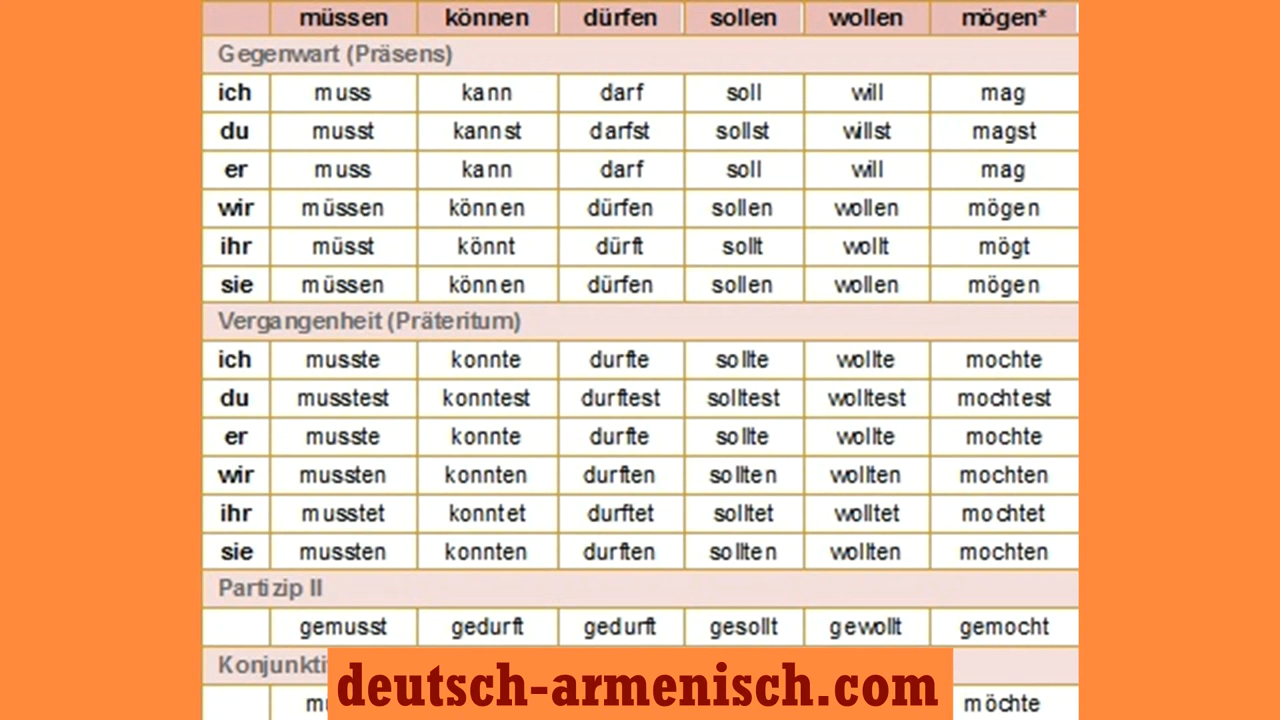 müssen können dürfen sollen wollen mögen*
Gegenwart (Präsens)
ich muss kann darf soll will mag
du musst kannst darfst sollst willst magst
er muss kann darf soll will mag
wir müssen können dürfen sollen wollen mögen
ihr müsst könnt dürft sollt wollt mögt
sie müssen können dürfen sollen wollen mögen
Vergangenheit (Präteritum)
ich musste konnte durfte sollte wollte mochte
du musstest konntest durftest solltest wolltest mochtest
er musste konnte durfte sollte wollte mochte
wir mussten konnten durften sollten wollten mochten
ihr musstet konntet durftet solltet wolltet mochtet
sie mussten konnten durften sollten wollten mochten
Partizip II
gemusst gedurft gedurft gesollt gewollt gemocht
möchte
deutsch-armenisch.com